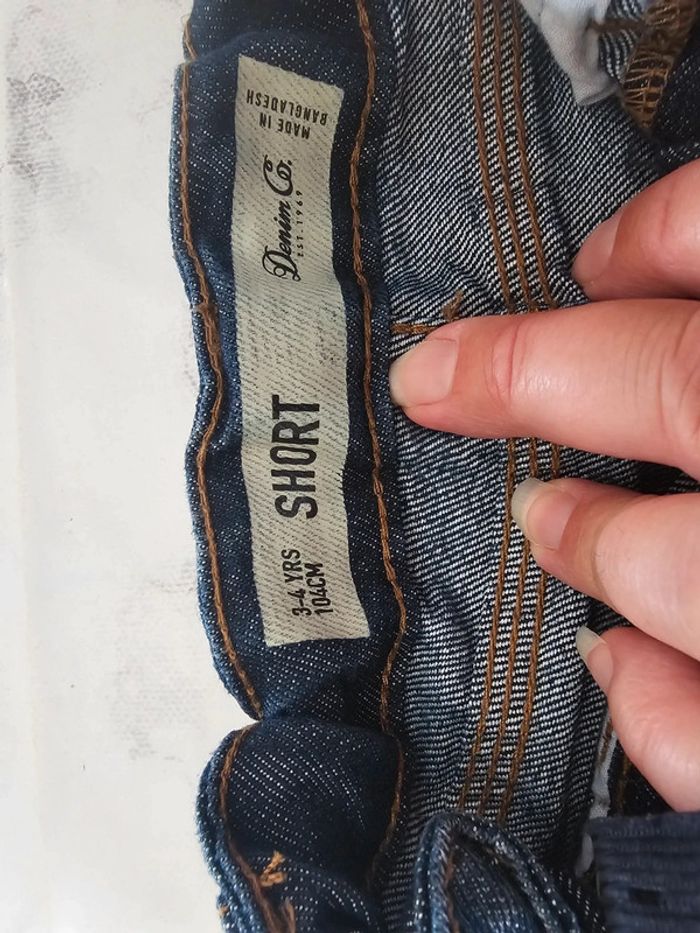 3-4 YRS
104CM
SHORT
Denim Co.
EST. 1969
MADE IN
BANGLADESH